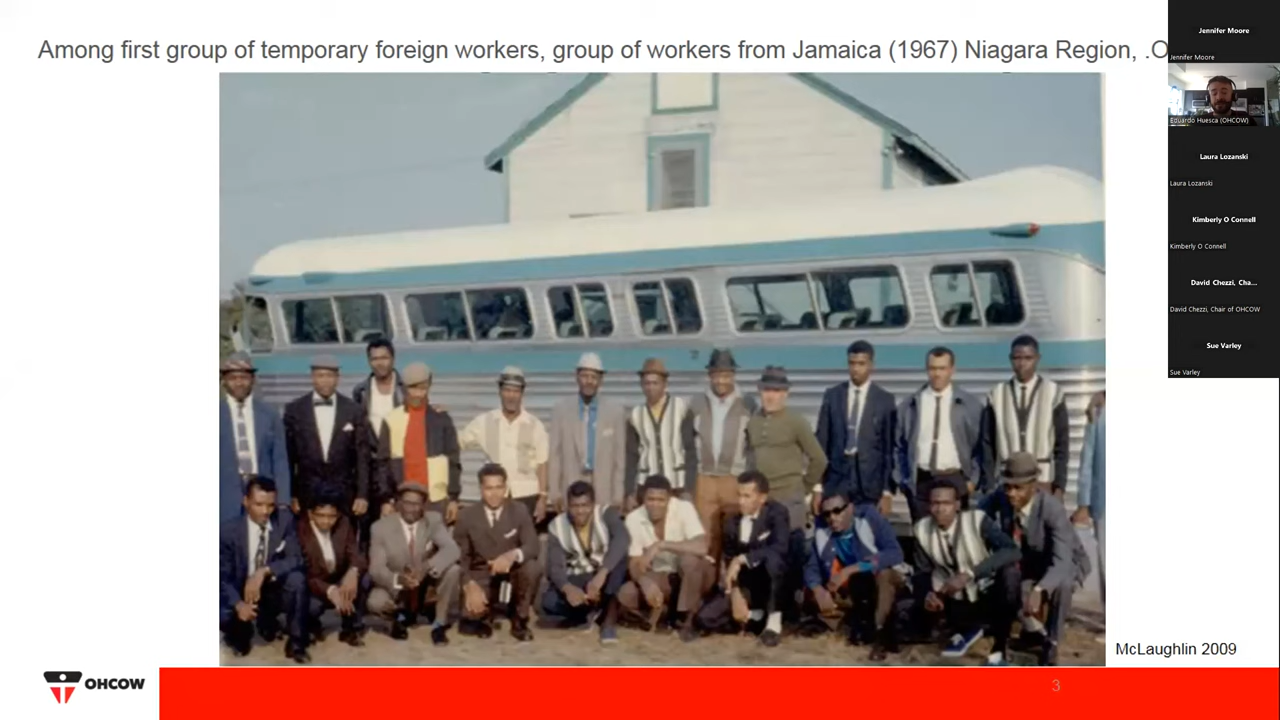 Among first group of temporary foreign workers, group of workers from Jamaica (1967) Niagara Region, .O
Jennifer Moore
Jennifer Moore
Eduardo Huesca (OHCOW)
Laura Lozanski
Laura Lozanski
Kimberly O Connell
Kimberly O Connell
David Chezzi, Cha...
David Chezzi, Chair of OHCOW
Sue Varley
Sue Varley
McLaughlin 2009
OHCOW
3